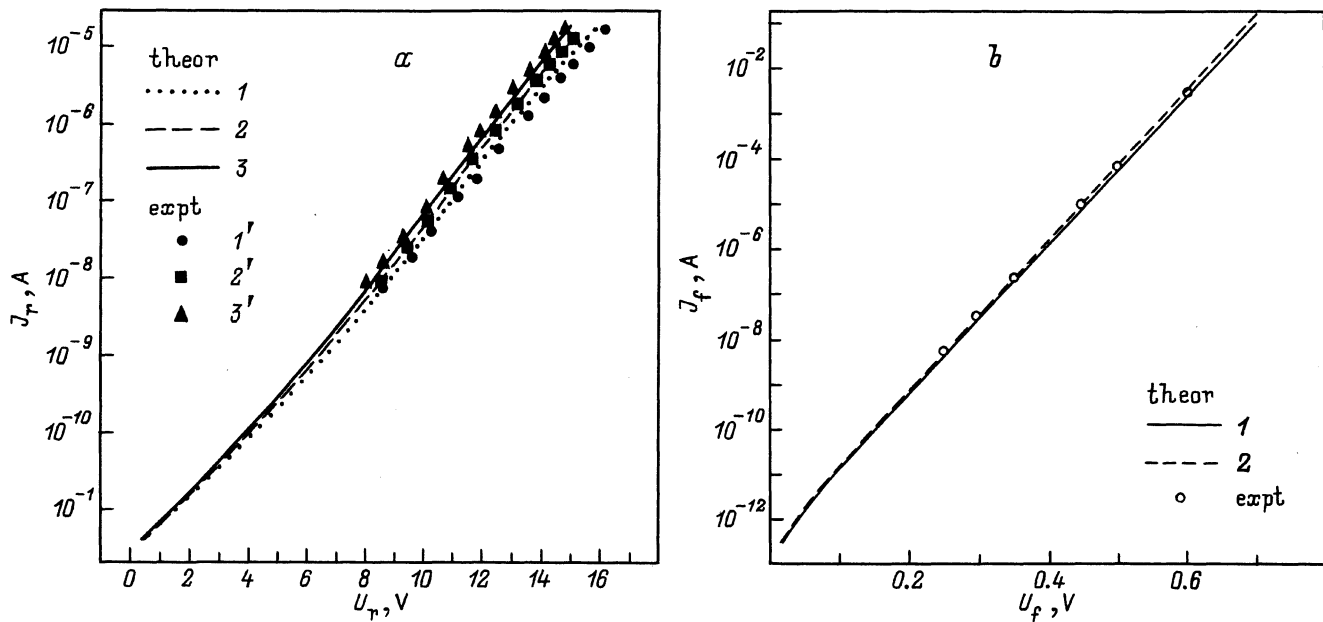 a
theor
1
2
3
expt
1'
2'
3'
10⁻⁵
10⁻⁶
10⁻⁷
10⁻⁸
10⁻⁹
10⁻¹⁰
10⁻¹
J_r, A
0 2 4 6 8 10 12 14 16
U_r, V
b
10⁻²
10⁻⁴
10⁻⁶
10⁻⁸
10⁻¹⁰
10⁻¹²
J_f, A
theor
1
2
expt
0.2 0.4 0.6
U_f, V